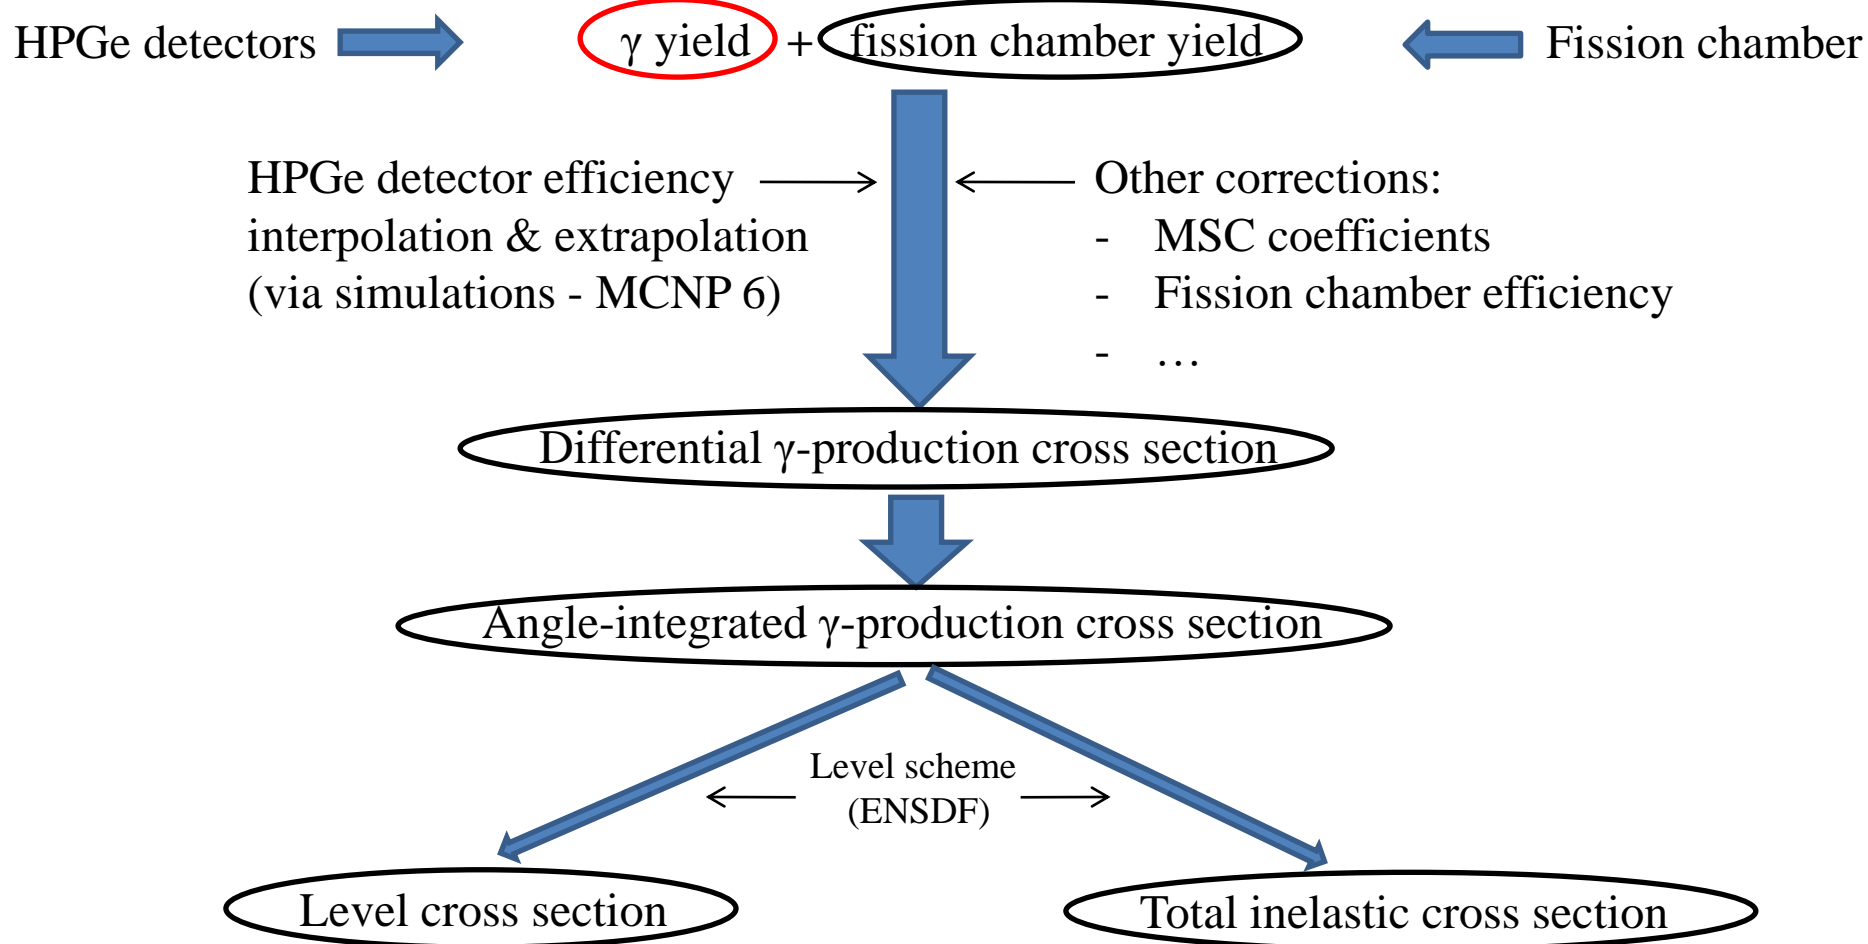 HPGe detectors
γ yield + fission chamber yield
Fission chamber
HPGe detector efficiency
interpolation & extrapolation
(via simulations - MCNP 6)
Other corrections:
- MSC coefficients
- Fission chamber efficiency
- …
Differential γ-production cross section
Angle-integrated γ-production cross section
Level scheme
(ENSDF)
Level cross section
Total inelastic cross section